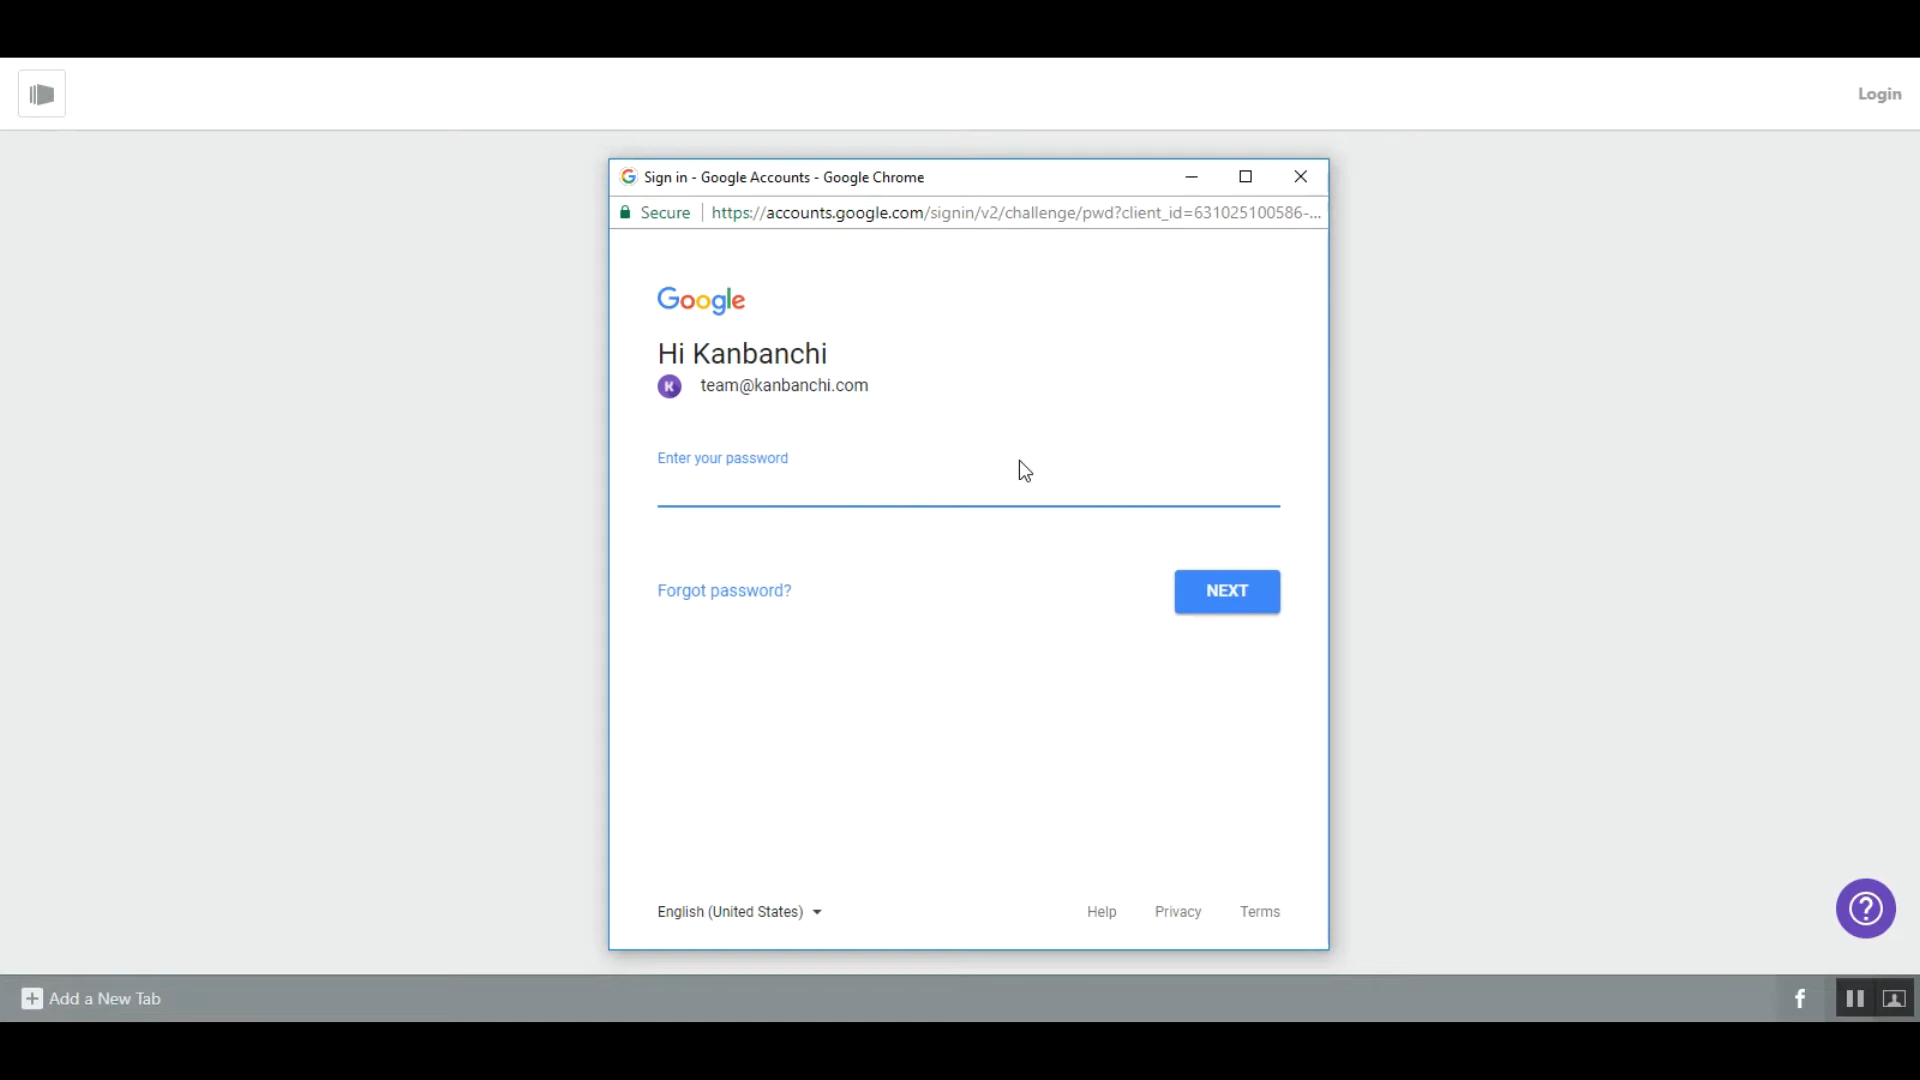 Login
Sign in - Google Accounts - Google Chrome
Secure https://accounts.google.com/signin/v2/challenge/pwd?client_id=631025100586-...
Google
Hi Kanbanchi
K team@kanbanchi.com
Enter your password
Forgot password? NEXT
English (United States) Help Privacy Terms
Add a New Tab